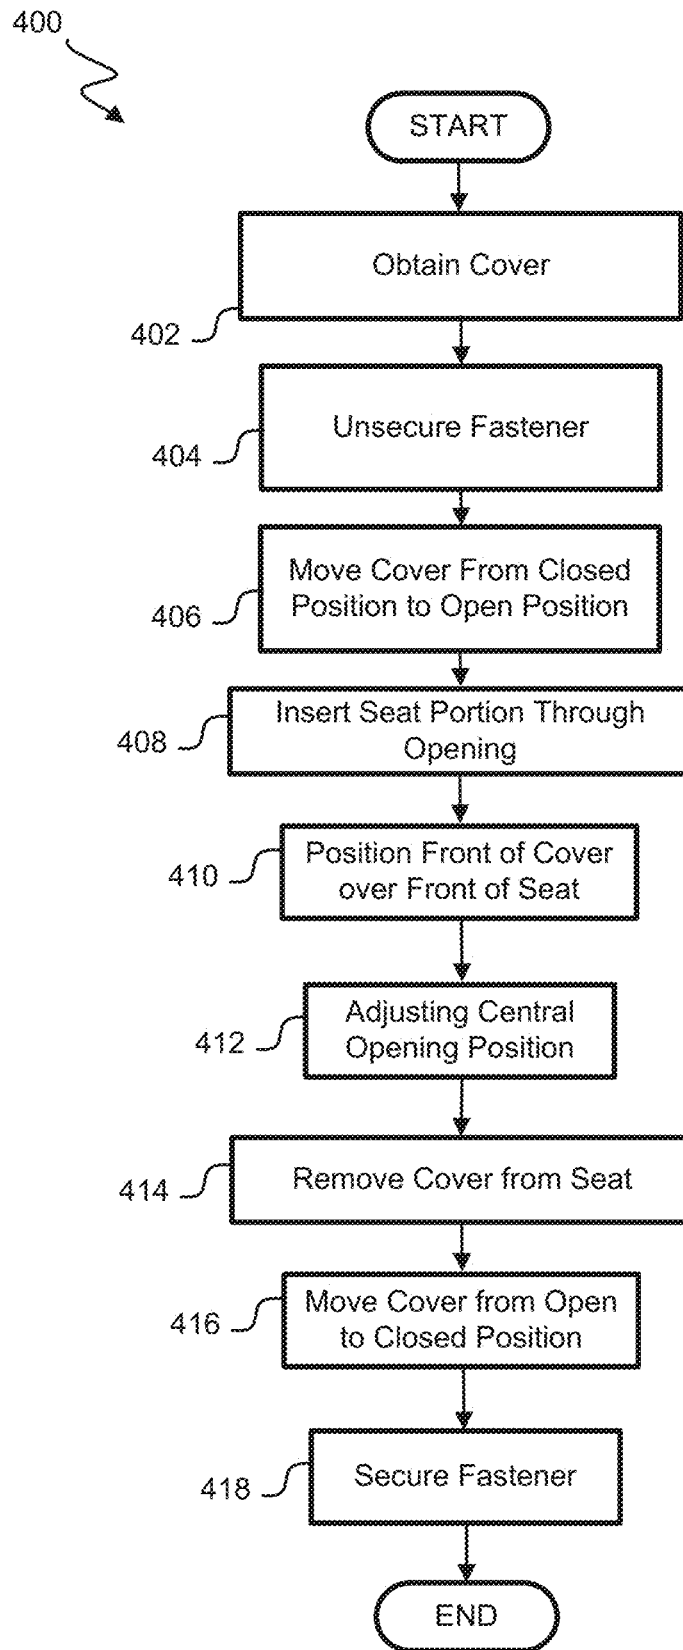 400
START
Obtain Cover
402
Unsecure Fastener
404
Move Cover From Closed
Position to Open Position
406
Insert Seat Portion Through
Opening
408
Position Front of Cover
over Front of Seat
410
Adjusting Central
Opening Position
412
Remove Cover from Seat
414
Move Cover from Open
to Closed Position
416
Secure Fastener
418
END